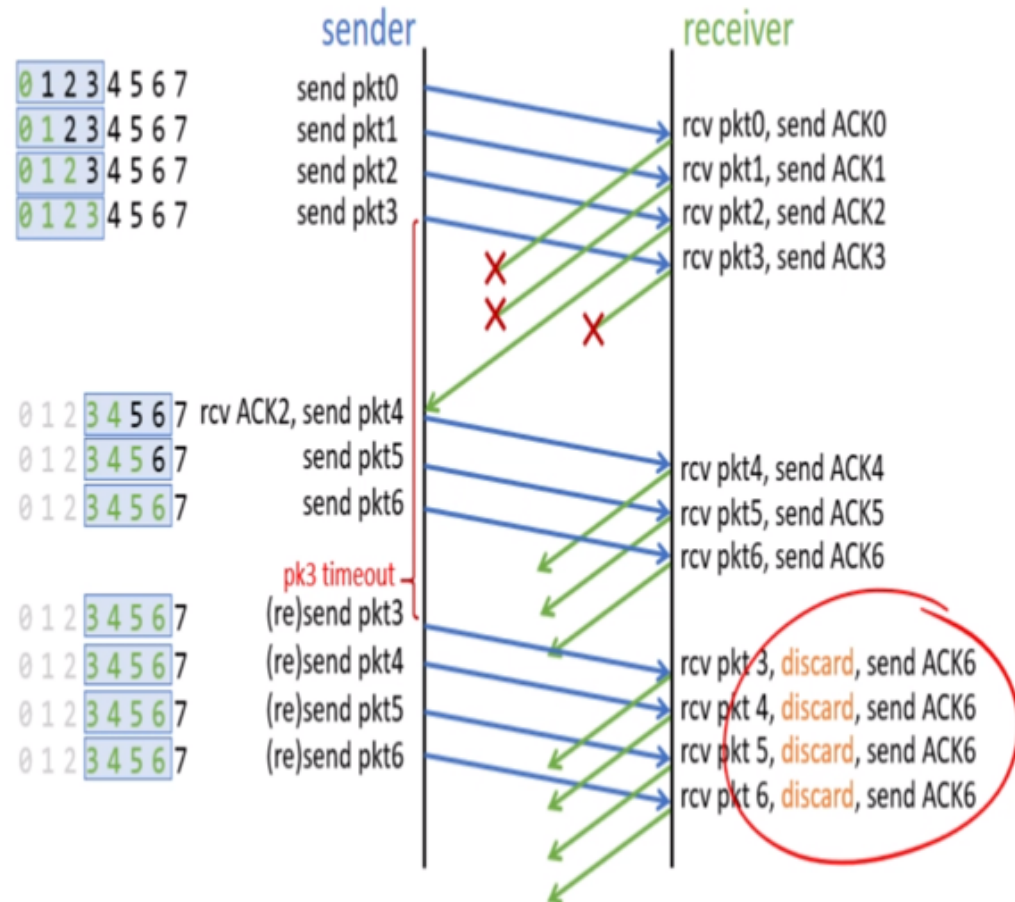 sender receiver
0 1 2 3 4 5 6 7 send pkt0 rcv pkt0, send ACK0
0 1 2 3 4 5 6 7 send pkt1 rcv pkt1, send ACK1
0 1 2 3 4 5 6 7 send pkt2 rcv pkt2, send ACK2
0 1 2 3 4 5 6 7 send pkt3 rcv pkt3, send ACK3
0 1 2 3 4 5 6 7 rcv ACK2, send pkt4
0 1 2 3 4 5 6 7 send pkt5 rcv pkt4, send ACK4
0 1 2 3 4 5 6 7 send pkt6 rcv pkt5, send ACK5
rcv pkt6, send ACK6
pk3 timeout
0 1 2 3 4 5 6 7 (re)send pkt3
0 1 2 3 4 5 6 7 (re)send pkt4 rcv pkt 3, discard, send ACK6
0 1 2 3 4 5 6 7 (re)send pkt5 rcv pkt 4, discard, send ACK6
0 1 2 3 4 5 6 7 (re)send pkt6 rcv pkt 5, discard, send ACK6
rcv pkt 6, discard, send ACK6